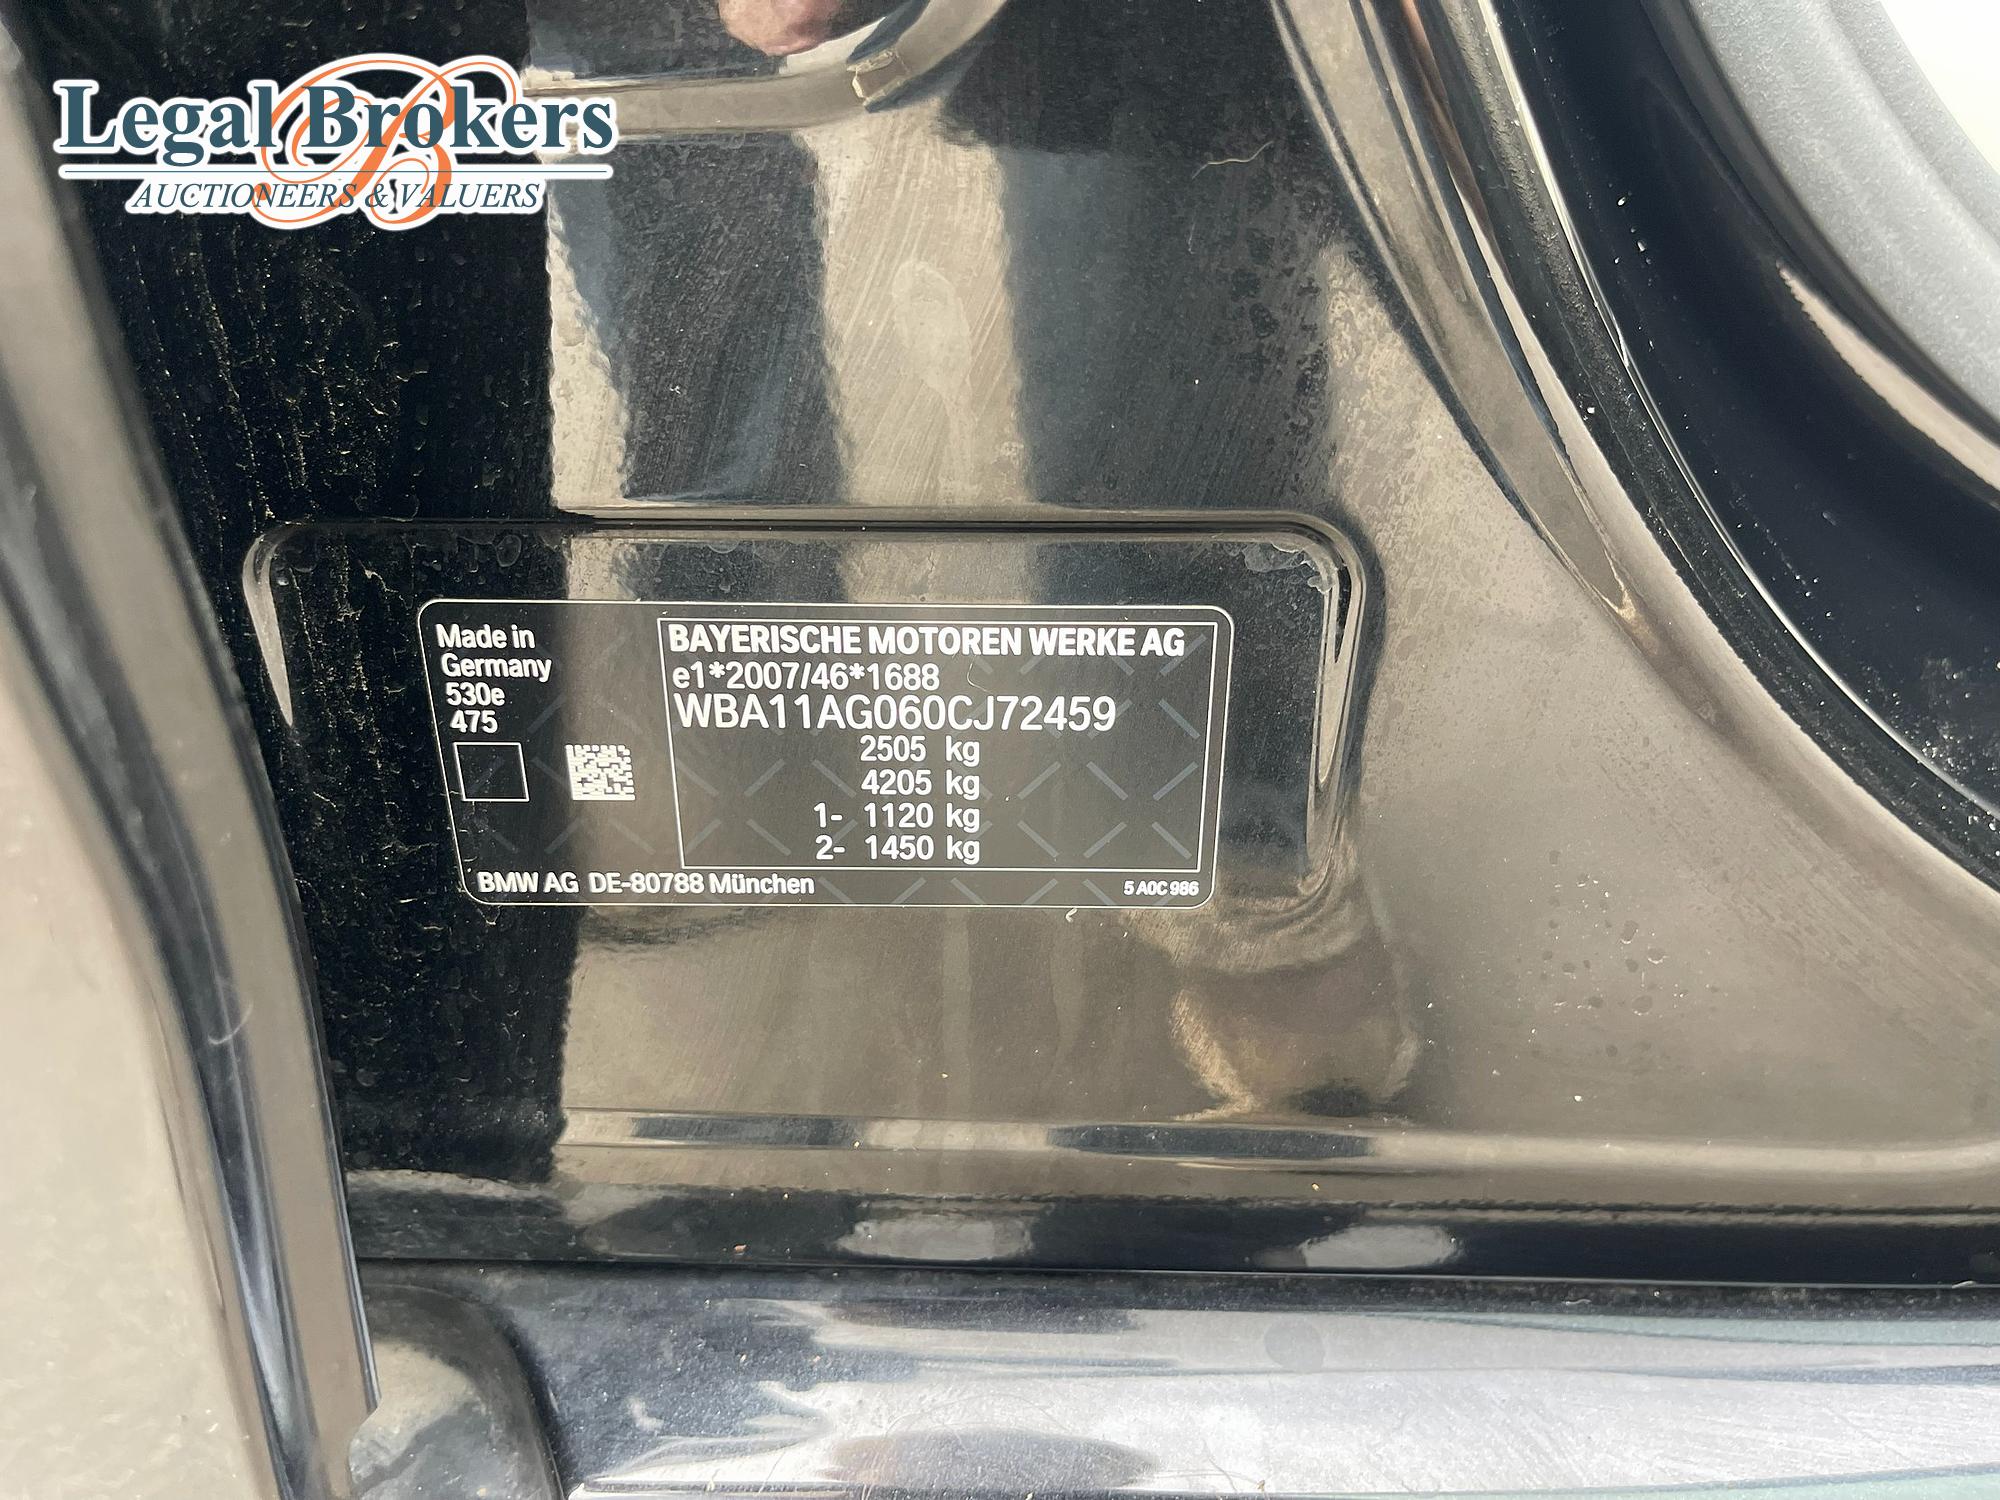 Legal Brokers
AUCTIONEERS & VALUERS
Made in
Germany
530e
475
BAYERISCHE MOTOREN WERKE AG
e1*2007/46*1688
WBA11AG060CJ72459
2505 kg
4205 kg
1- 1120 kg
2- 1450 kg
BMW AG DE-80788 München
5 A0C 986